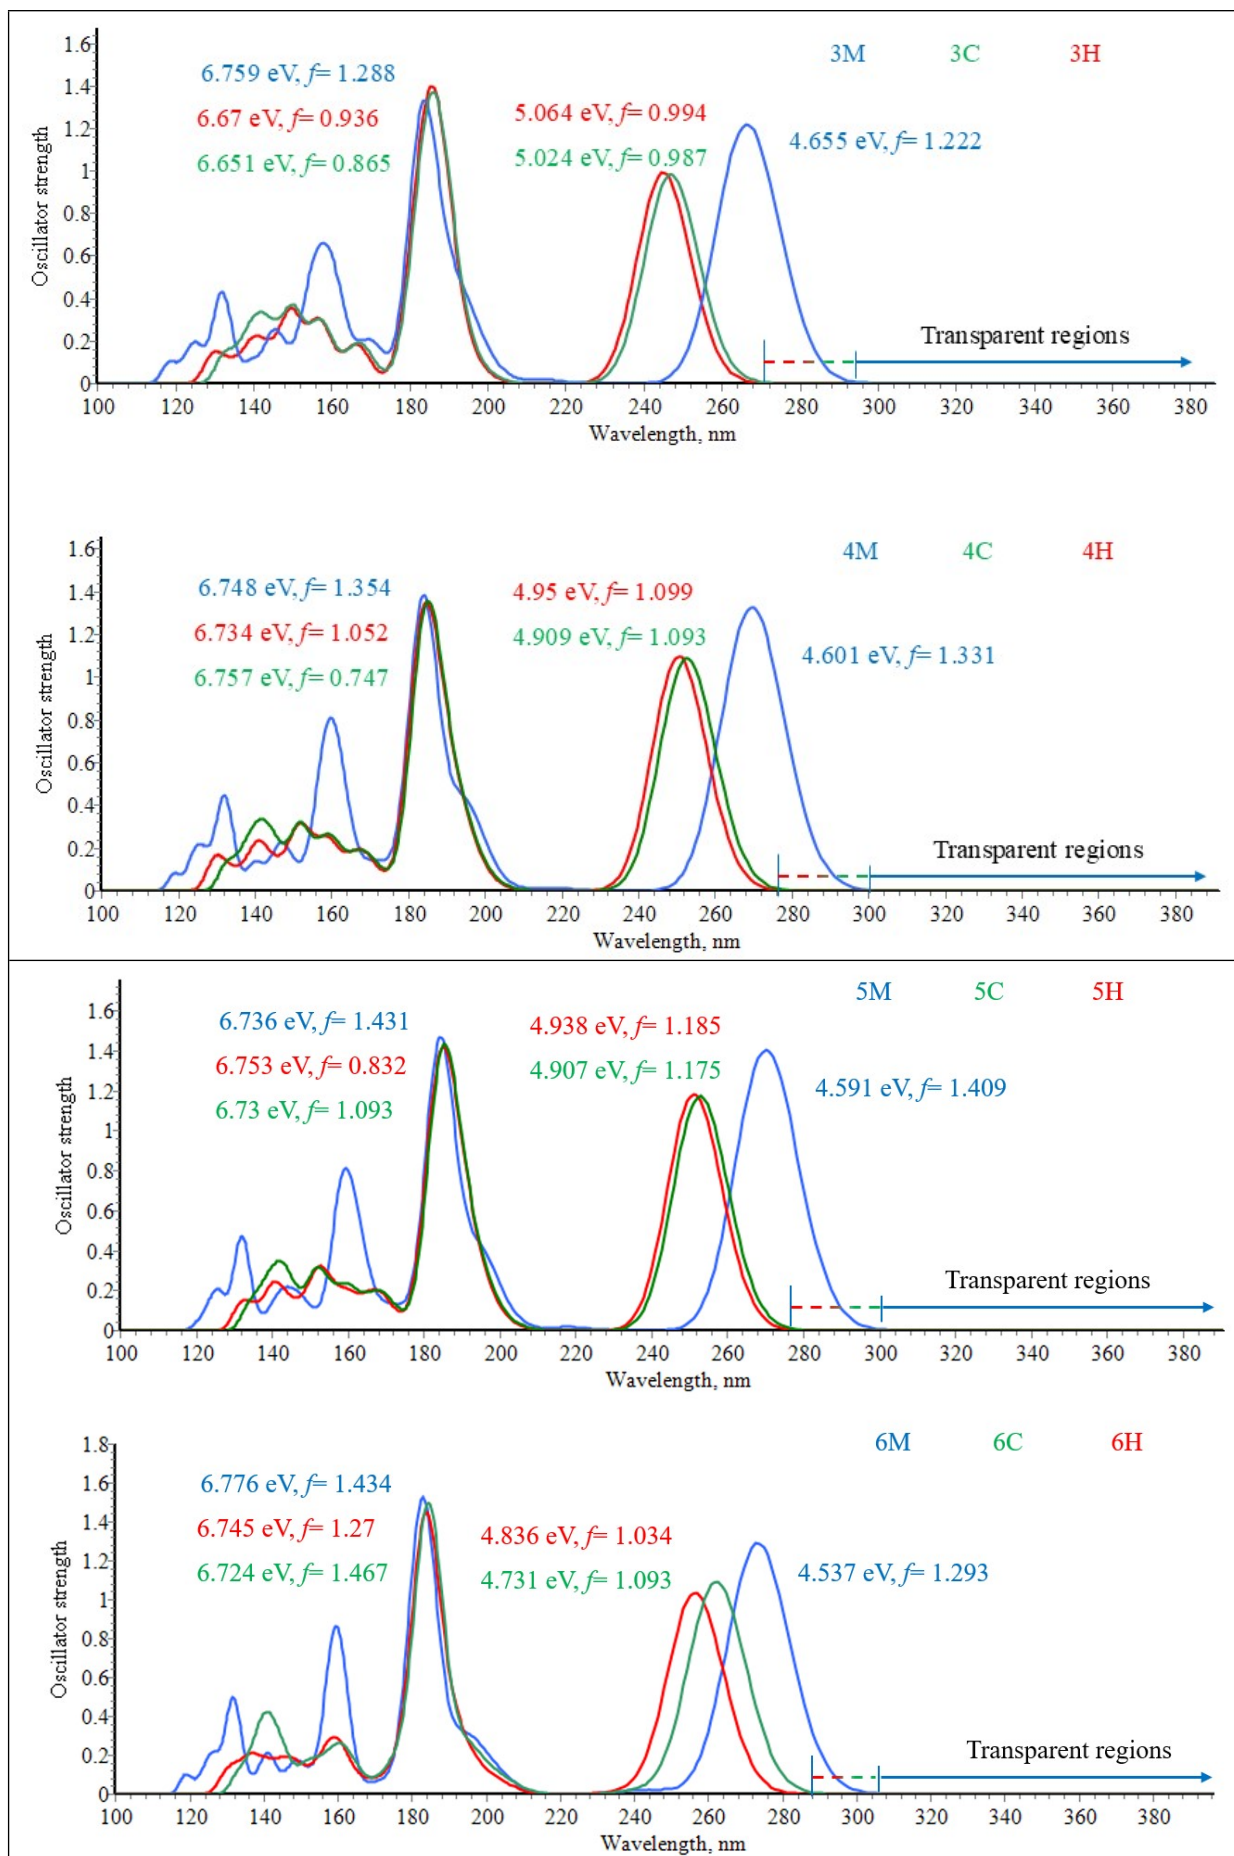 3M 3C 3H
6.759 eV, f= 1.288
6.67 eV, f= 0.936
6.651 eV, f= 0.865
5.064 eV, f= 0.994
5.024 eV, f= 0.987
4.655 eV, f= 1.222
Oscillator strength
1.6
1.4
1.2
1
0.8
0.6
0.4
0.2
0
Transparent regions
100 120 140 160 180 200 220 240 260 280 300 320 340 360 380
Wavelength, nm
4M 4C 4H
6.748 eV, f= 1.354
6.734 eV, f= 1.052
6.757 eV, f= 0.747
4.95 eV, f= 1.099
4.909 eV, f= 1.093
4.601 eV, f= 1.331
Oscillator strength
1.6
1.4
1.2
1
0.8
0.6
0.4
0.2
0
Transparent regions
100 120 140 160 180 200 220 240 260 280 300 320 340 360 380
Wavelength, nm
5M 5C 5H
6.736 eV, f= 1.431
6.753 eV, f= 0.832
6.73 eV, f= 1.093
4.938 eV, f= 1.185
4.907 eV, f= 1.175
4.591 eV, f= 1.409
Oscillator strength
1.6
1.4
1.2
1
0.8
0.6
0.4
0.2
0
Transparent regions
100 120 140 160 180 200 220 240 260 280 300 320 340 360 380
Wavelength, nm
6M 6C 6H
6.776 eV, f= 1.434
6.745 eV, f= 1.27
6.724 eV, f= 1.467
4.836 eV, f= 1.034
4.731 eV, f= 1.093
4.537 eV, f= 1.293
Oscillator strength
1.8
1.6
1.4
1.2
1
0.8
0.6
0.4
0.2
0
Transparent regions
100 120 140 160 180 200 220 240 260 280 300 320 340 360 380
Wavelength, nm